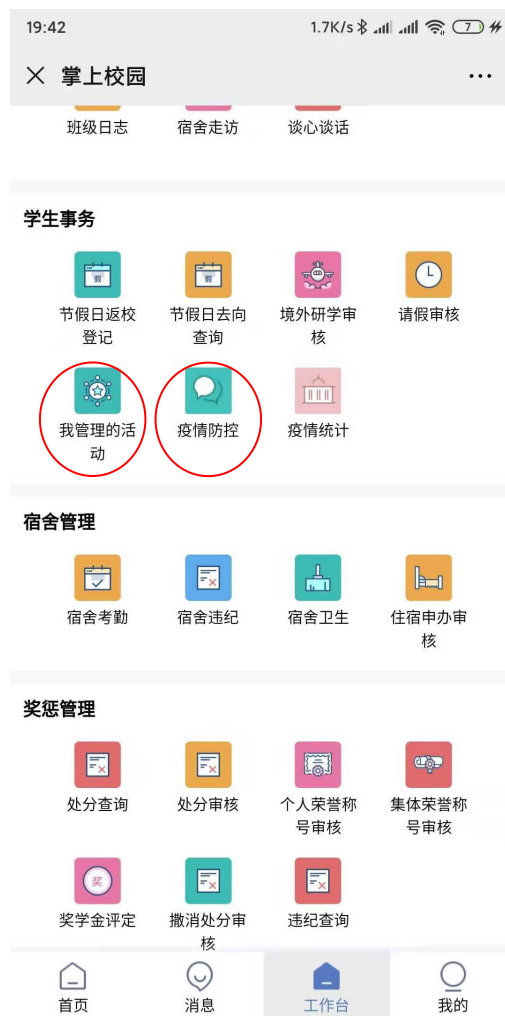 19:42
1.7K/s
7
掌上校园
班级日志
宿舍走访
谈心谈话
学生事务
假
假
节假日返校
登记
节假日去向
查询
境外研学审
核
请假审核
我管理的活
动
疫情防控
疫情统计
宿舍管理
宿舍考勤
宿舍违纪
宿舍卫生
住宿申办审
核
奖惩管理
处分查询
处分审核
个人荣誉称
号审核
集体荣誉称
号审核
奖
奖学金评定
撤消处分审
核
违纪查询
首页
消息
工作台
我的